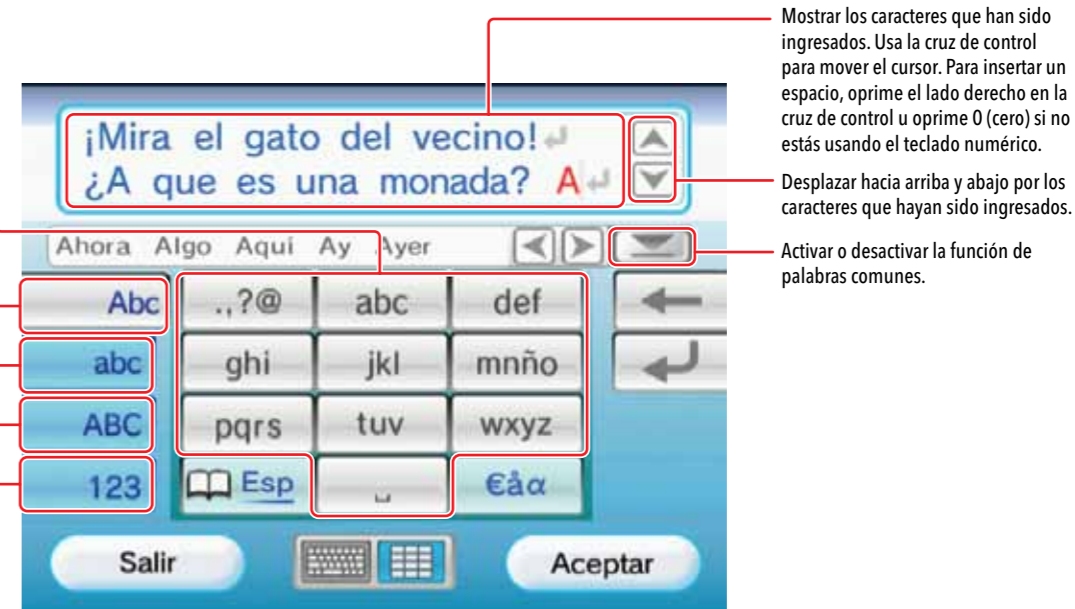 Mostrar los caracteres que han sido
ingresados. Usa la cruz de control
para mover el cursor. Para insertar un
espacio, oprime el lado derecho en la
cruz de control u oprime 0 (cero) si no
estás usando el teclado numérico.
Desplazar hacia arriba y abajo por los
caracteres que hayan sido ingresados.
Activar o desactivar la función de
palabras comunes.
¡Mira el gato del vecino!
¿A que es una monada? A
Ahora Algo Aquí Ay Ayer
Abc .,?@ abc def
abc ghi jkl mnño
ABC pqrs tuv wxyz
123 Esp €åα
Salir Aceptar